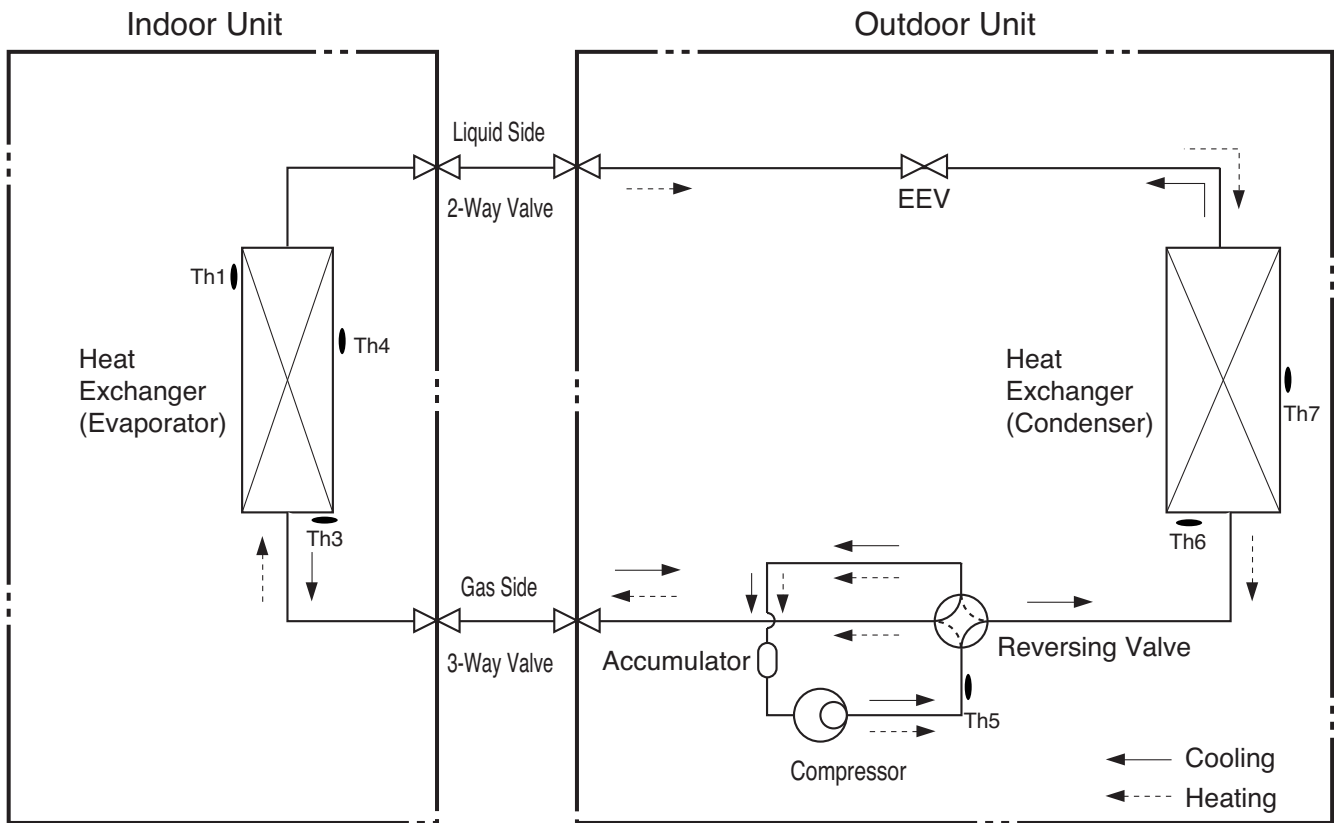 Indoor Unit
Outdoor Unit
Liquid Side
2-Way Valve
EEV
Th1
Th4
Heat
Exchanger
(Evaporator)
Heat
Exchanger
(Condenser)
Th7
Th3
Th6
Gas Side
3-Way Valve
Accumulator
Reversing Valve
Th5
Compressor
Cooling
Heating